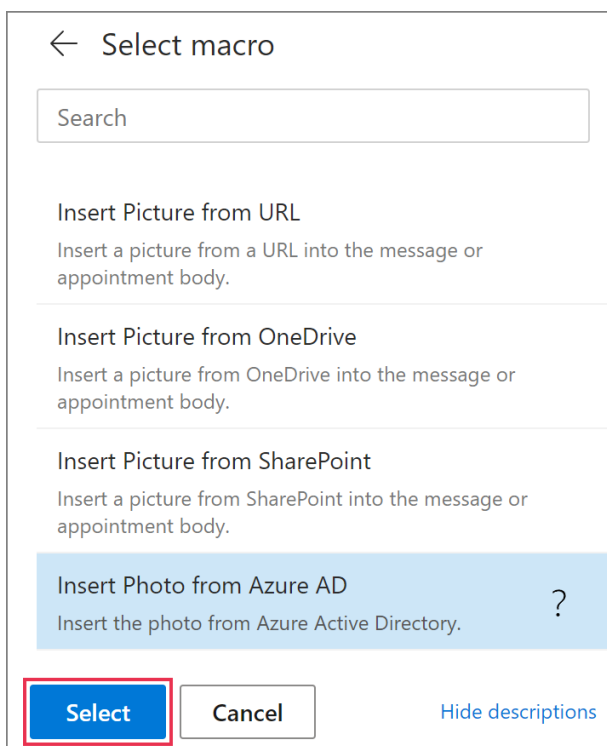 Select macro
Search
Insert Picture from URL
Insert a picture from a URL into the message or
appointment body.
Insert Picture from OneDrive
Insert a picture from OneDrive into the message or
appointment body.
Insert Picture from SharePoint
Insert a picture from SharePoint into the message or
appointment body.
Insert Photo from Azure AD
?
Insert the photo from Azure Active Directory.
Select Cancel Hide descriptions